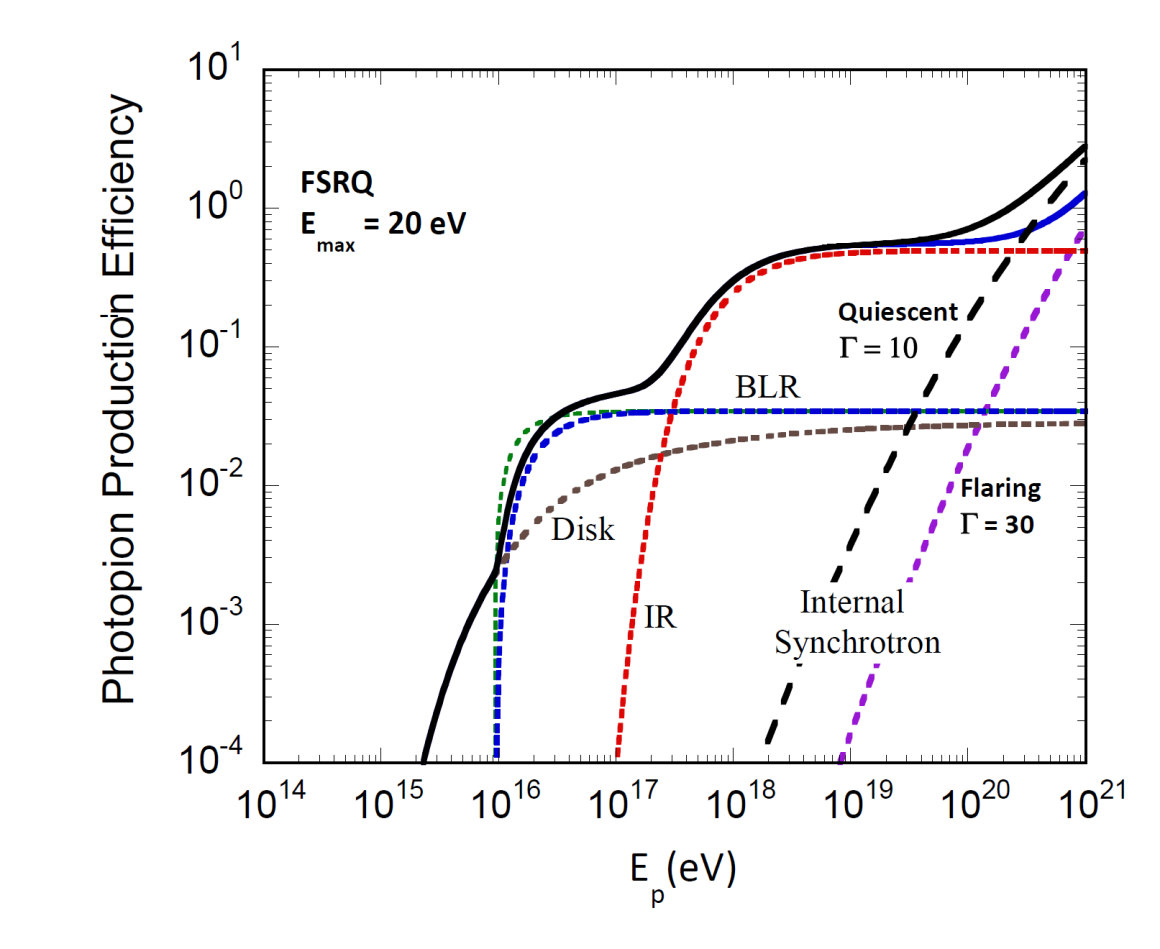 10^1
10^0
10^-1
10^-2
10^-3
10^-4
Photopion Production Efficiency
FSRQ
E_max = 20 eV
Quiescent
Γ = 10
BLR
Flaring
Γ = 30
Disk
IR
Internal
Synchrotron
10^14 10^15 10^16 10^17 10^18 10^19 10^20 10^21
E_p (eV)